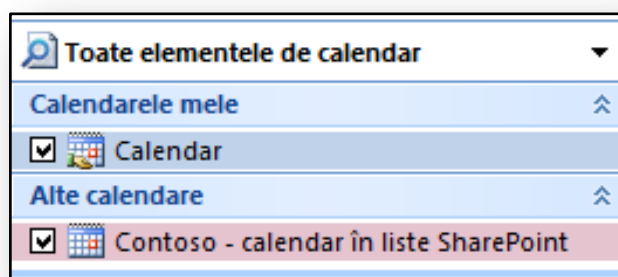 Toate elementele de calendar
Calendarele mele
Calendar
Alte calendare
Contoso - calendar în liste SharePoint